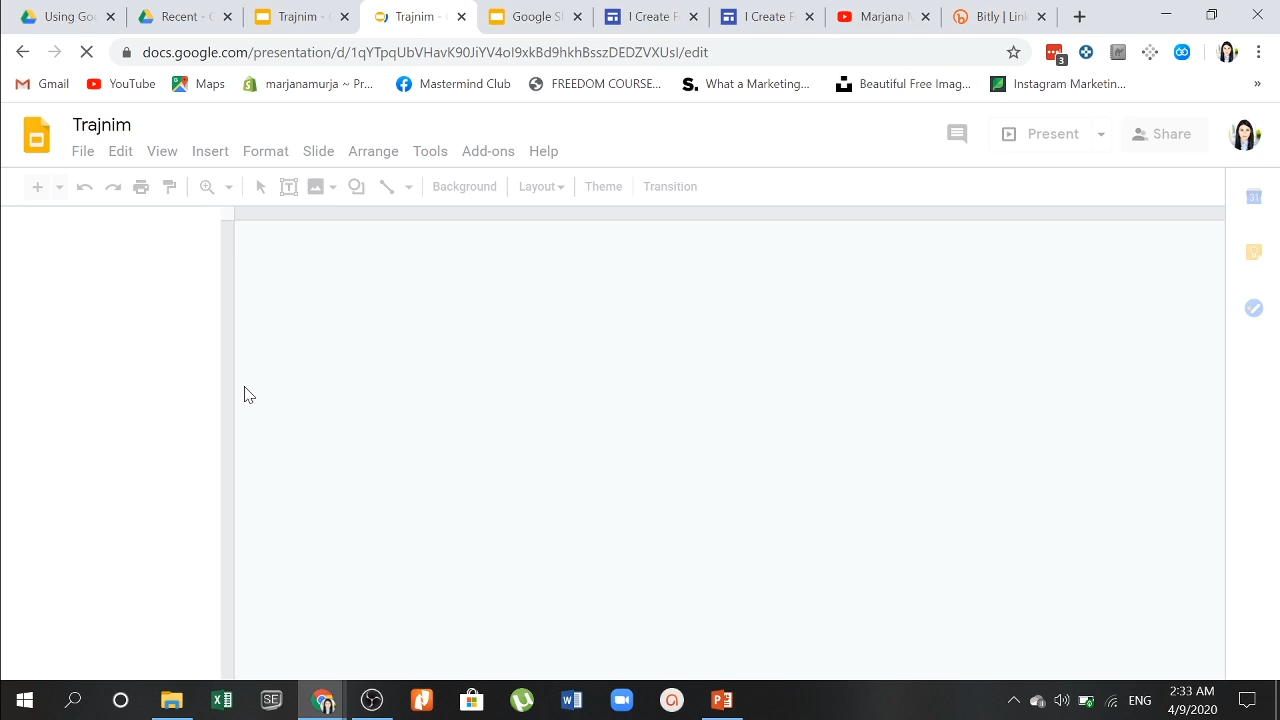 Using Go
Recent - G
Trajnim - G
Trajnim - G
Google Sl
I Create F
I Create F
Marjana
Bitly | Link
docs.google.com/presentation/d/1qYTpqUbVHavK90JiYV4oI9xkBd9hkhBsszDEDZVXUsI/edit
3
Gmail
YouTube
Maps
marjanamurja ~ Pr...
Mastermind Club
FREEDOM COURSE...
What a Marketing...
Beautiful Free Imag...
Instagram Marketin...
Trajnim
Present
Share
File Edit View Insert Format Slide Arrange Tools Add-ons Help
Background Layout Theme Transition
31
SE
ENG
2:33 AM
4/9/2020